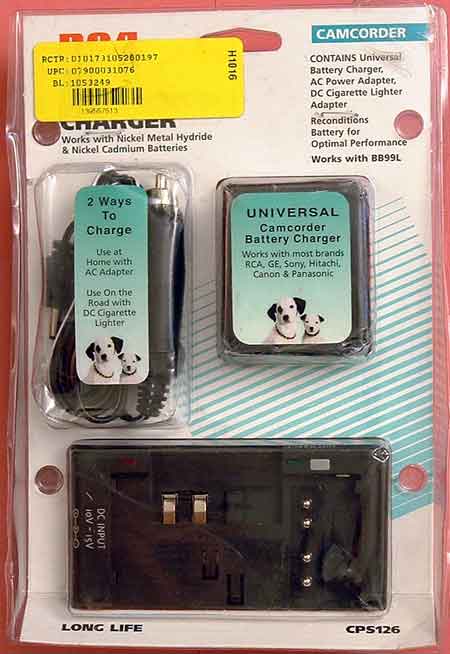 RCA
CAMCORDER
RCTR: DI0173105280197
UPC: 07900031076
BL: 1053249
130567513
H1016
CHARGER
Works with Nickel Metal Hydride
& Nickel Cadmium Batteries
CONTAINS Universal
Battery Charger,
AC Power Adapter,
DC Cigarette Lighter
Adapter
Reconditions
Battery for
Optimal Performance
Works with BB99L
2 Ways
To
Charge
Use at
Home with
AC Adapter
Use On the
Road with
DC Cigarette
Lighter
UNIVERSAL
Camcorder
Battery Charger
Works with most brands
RCA, GE, Sony, Hitachi,
Canon & Panasonic
DC INPUT
10V - 15V
LONG LIFE
CPS126